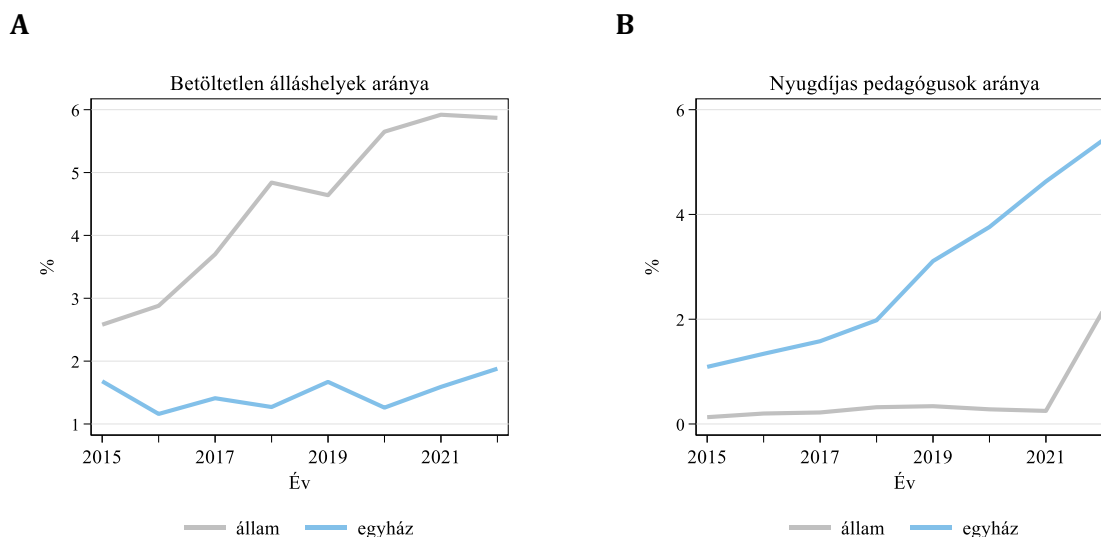 A
Betöltetlen álláshelyek aránya
6
5
4
3
2
1
%
2015
2017
2019
2021
Év
állam
egyház
B
Nyugdíjas pedagógusok aránya
6
4
2
0
%
2015
2017
2019
2021
Év
állam
egyház